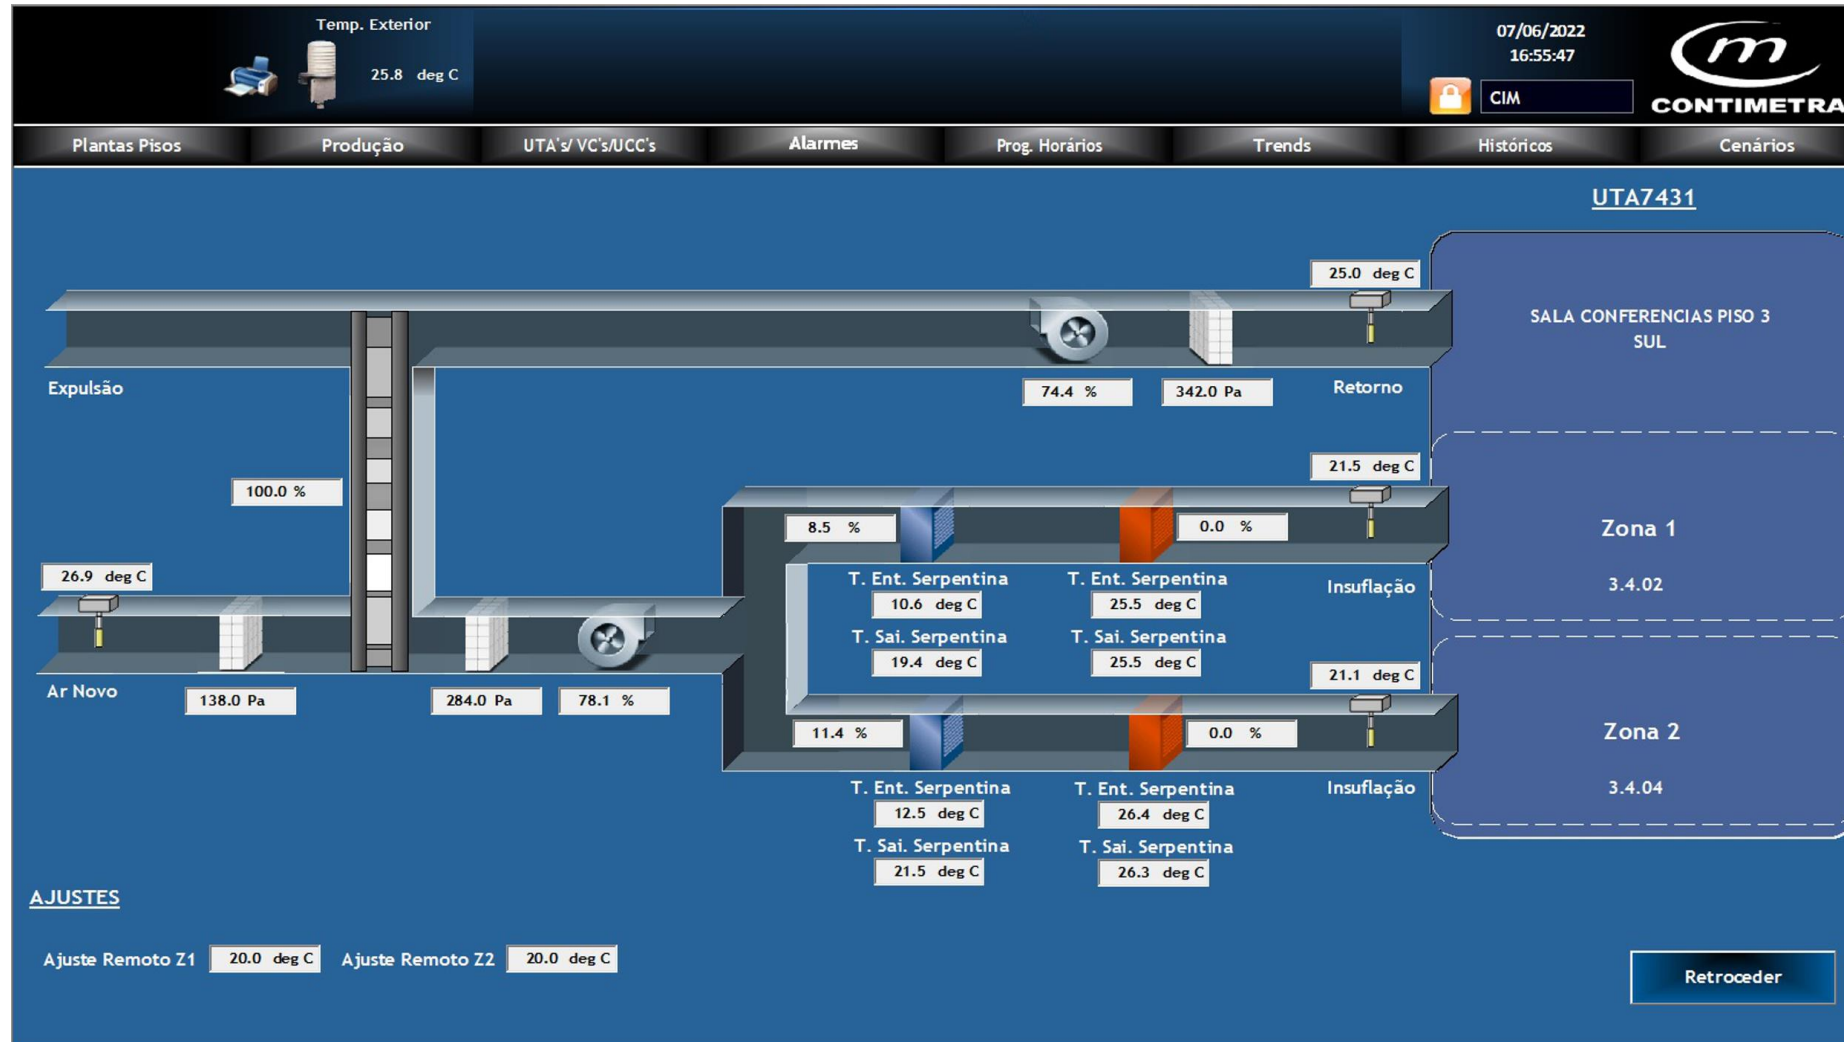 Temp. Exterior
25.8 deg C
07/06/2022
16:55:47
CIM
m
CONTIMETRA
Plantas Pisos
Produção
UTA's/ VC's/UCC's
Alarmes
Prog. Horários
Trends
Históricos
Cenários
UTA7431
25.0 deg C
SALA CONFERENCIAS PISO 3
SUL
Expulsão
74.4 %
342.0 Pa
Retorno
21.5 deg C
100.0 %
8.5 %
0.0 %
Zona 1
26.9 deg C
T. Ent. Serpentina
T. Ent. Serpentina
Insuflação
3.4.02
10.6 deg C
25.5 deg C
T. Sai. Serpentina
T. Sai. Serpentina
19.4 deg C
25.5 deg C
21.1 deg C
Ar Novo
138.0 Pa
284.0 Pa
78.1 %
11.4 %
0.0 %
Zona 2
T. Ent. Serpentina
T. Ent. Serpentina
Insuflação
3.4.04
12.5 deg C
26.4 deg C
T. Sai. Serpentina
T. Sai. Serpentina
21.5 deg C
26.3 deg C
AJUSTES
Ajuste Remoto Z1 20.0 deg C Ajuste Remoto Z2 20.0 deg C
Retroceder